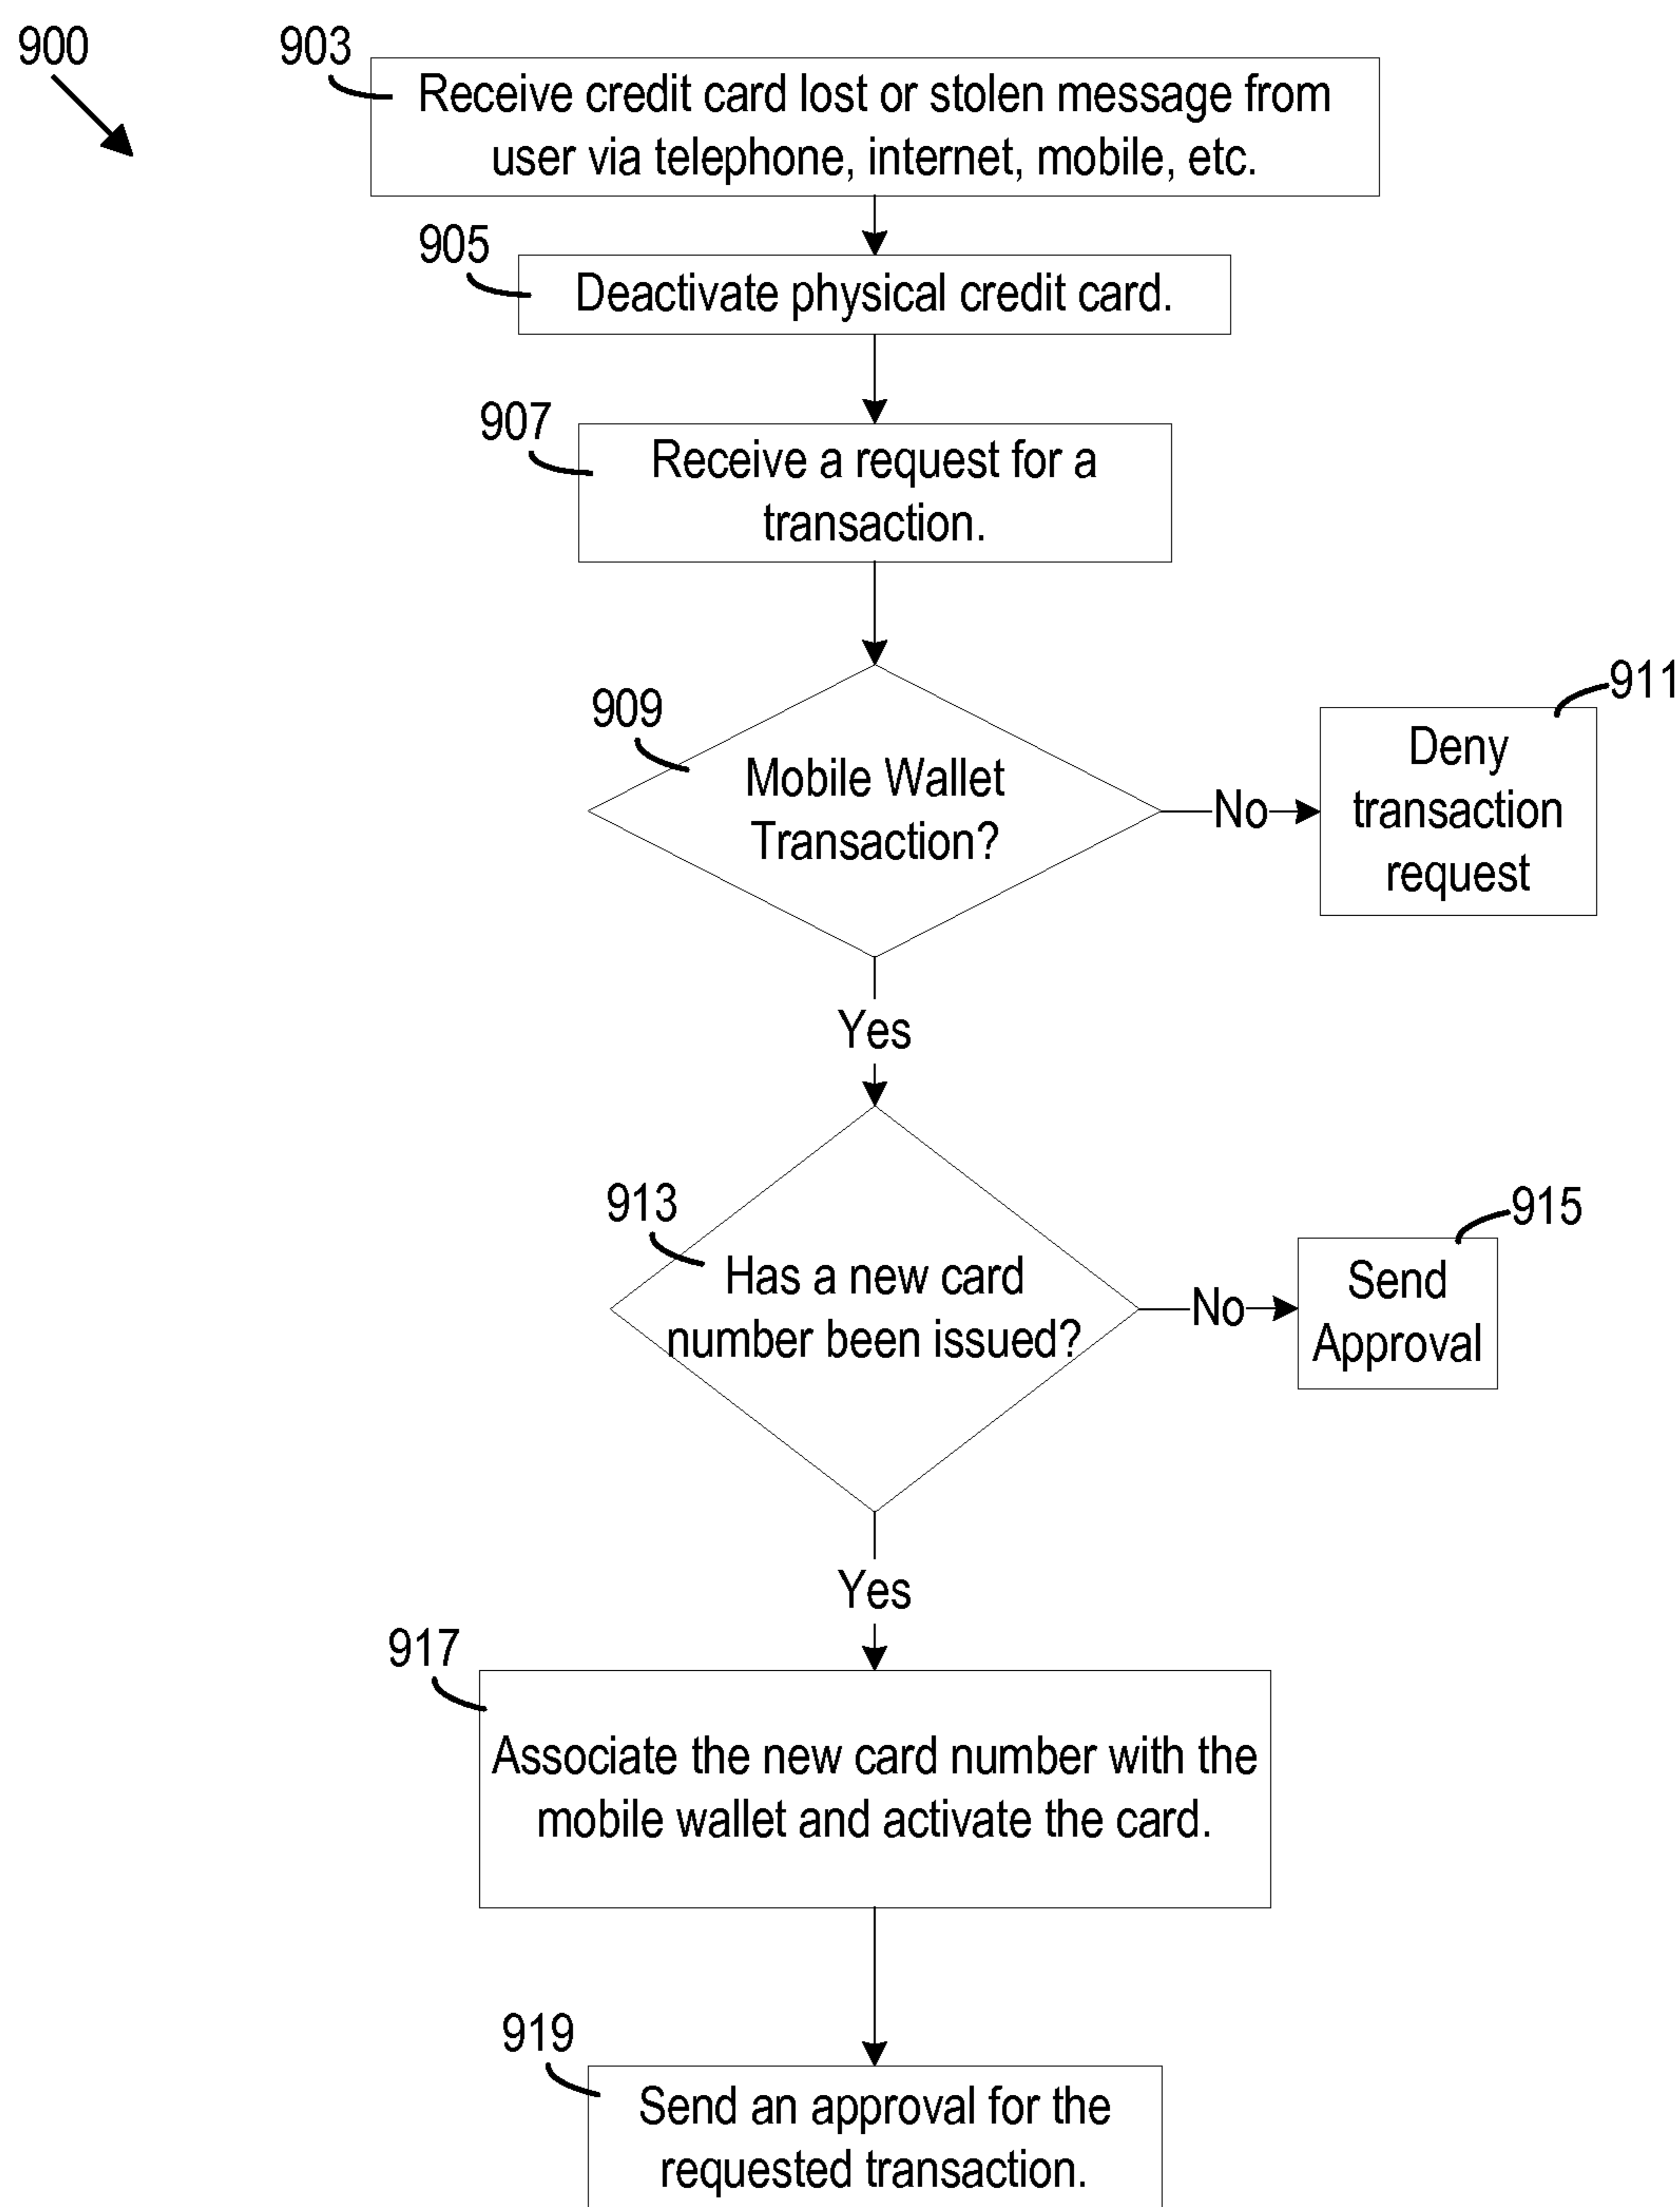 900
903
Receive credit card lost or stolen message from
user via telephone, internet, mobile, etc.
905
Deactivate physical credit card.
907
Receive a request for a
transaction.
909
Mobile Wallet
Transaction?
No
911
Deny
transaction
request
Yes
913
Has a new card
number been issued?
No
915
Send
Approval
Yes
917
Associate the new card number with the
mobile wallet and activate the card.
919
Send an approval for the
requested transaction.